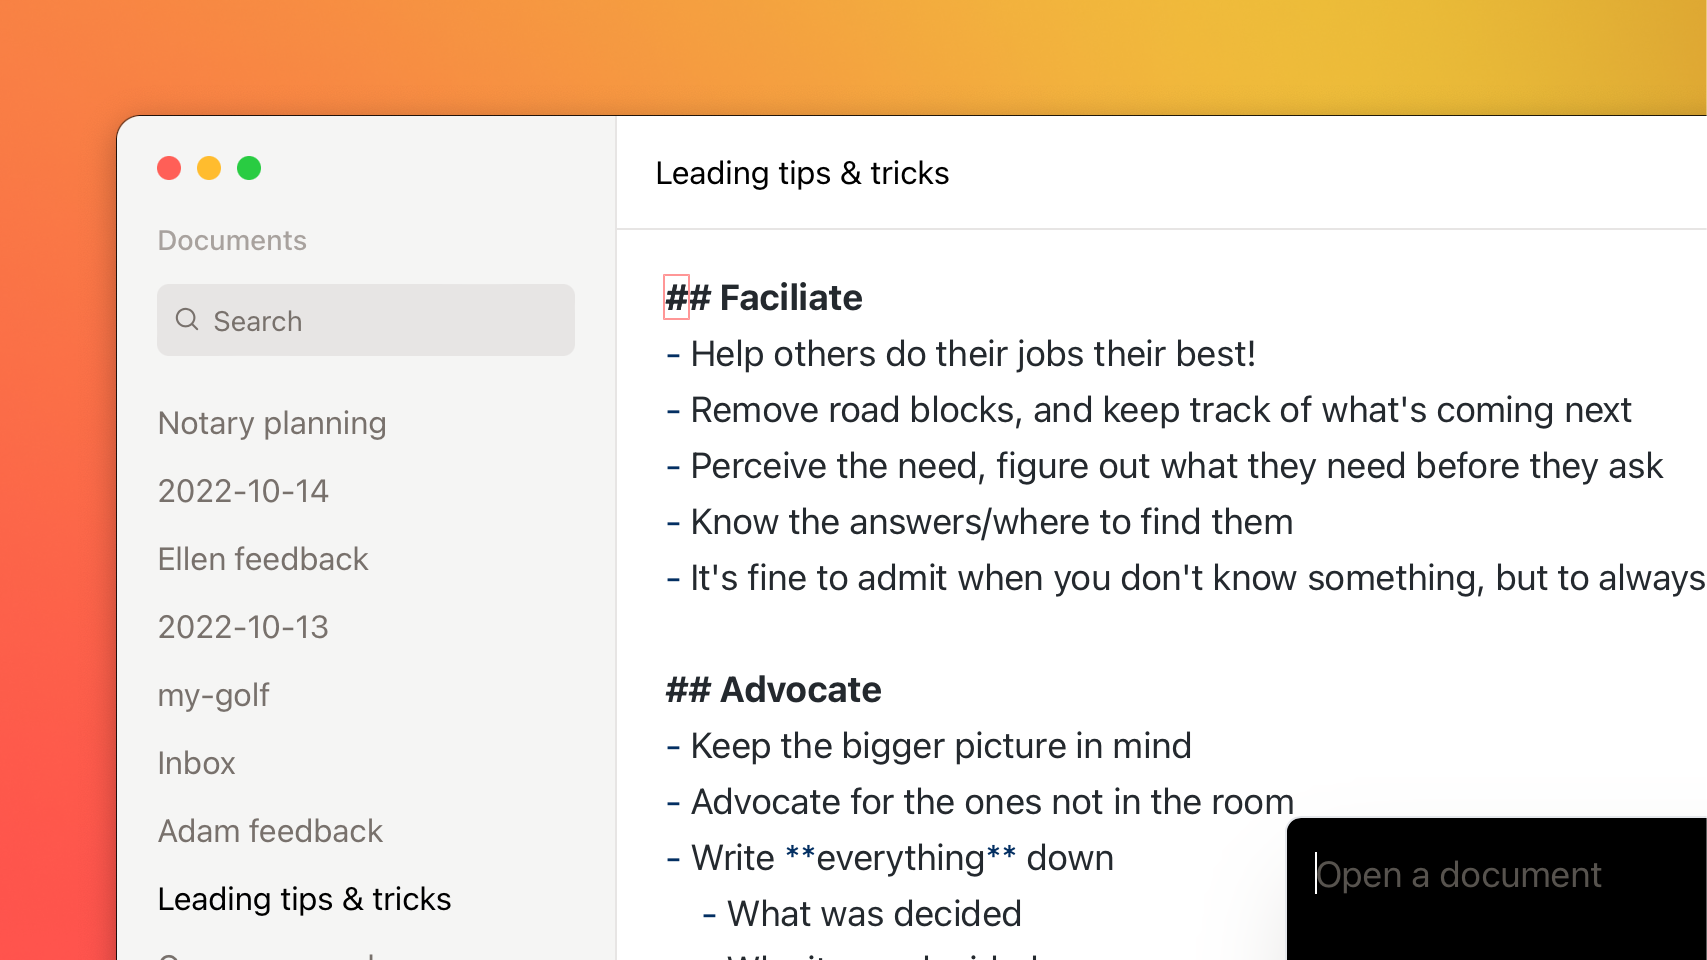 Documents
Search
Notary planning
2022-10-14
Ellen feedback
2022-10-13
my-golf
Inbox
Adam feedback
Leading tips & tricks
Leading tips & tricks
## Faciliate
- Help others do their jobs their best!
- Remove road blocks, and keep track of what's coming next
- Perceive the need, figure out what they need before they ask
- Know the answers/where to find them
- It's fine to admit when you don't know something, but to always
## Advocate
- Keep the bigger picture in mind
- Advocate for the ones not in the room
- Write **everything** down
- What was decided
Open a document